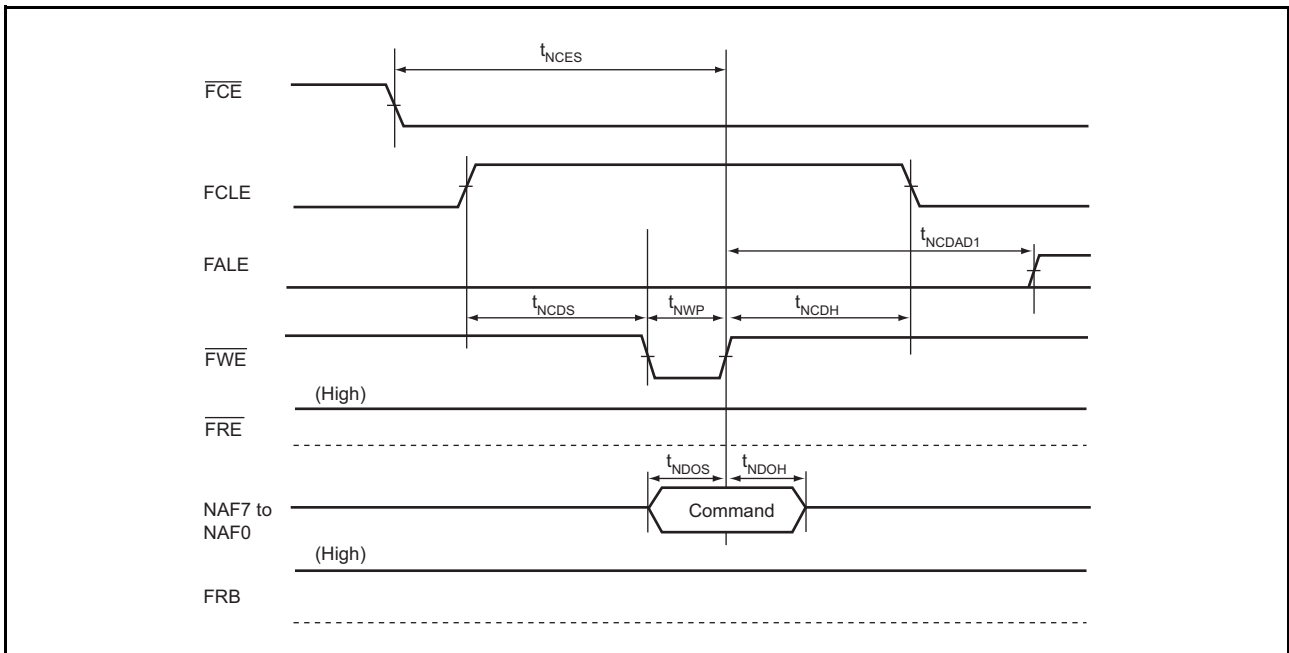 tNCES
FCE
FCLE
tNCDAD1
FALE
tNCDS tNWP tNCDH
FWE
(High)
FRE
tNDOS tNDOH
NAF7 to
NAF0
Command
(High)
FRB